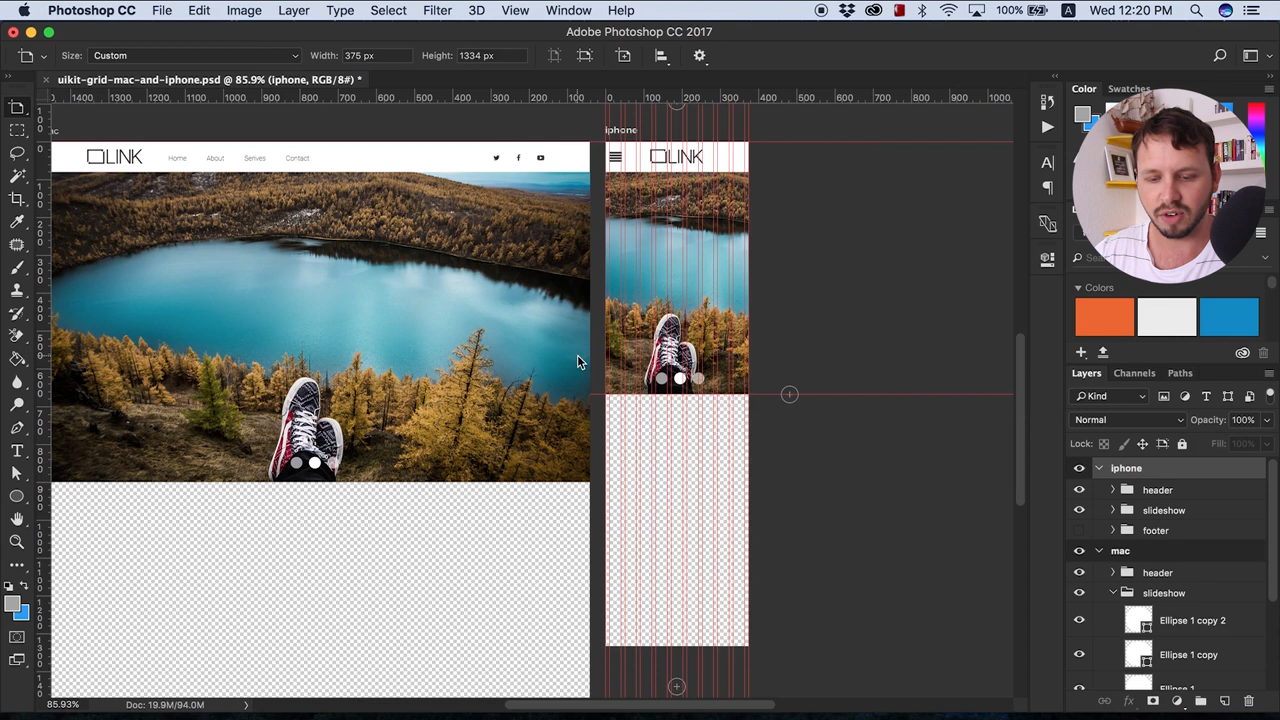 Photoshop CC File Edit Image Layer Type Select Filter 3D View Window Help 100% A Wed 12:20 PM
Adobe Photoshop CC 2017
Size: Custom Width: 375 px Height: 1334 px
uikit-grid-mac-and-iphone.psd @ 85.9% (iphone, RGB/8#) *
Color Swatches
1400 1300 1200 1100 1000 900 800 700 600 500 400 300 200 100 0 100 200 300 400 500 600 700 800 900 1000
iphone
LINK Home About Serives Contact
LINK
Colors
Layers Channels Paths
Kind
Normal Opacity: 100%
Lock: Fill: 100%
iphone
header
slideshow
footer
mac
header
slideshow
Ellipse 1 copy 2
Ellipse 1 copy
Ellipse 1
85.93% Doc: 19.9M/94.0M